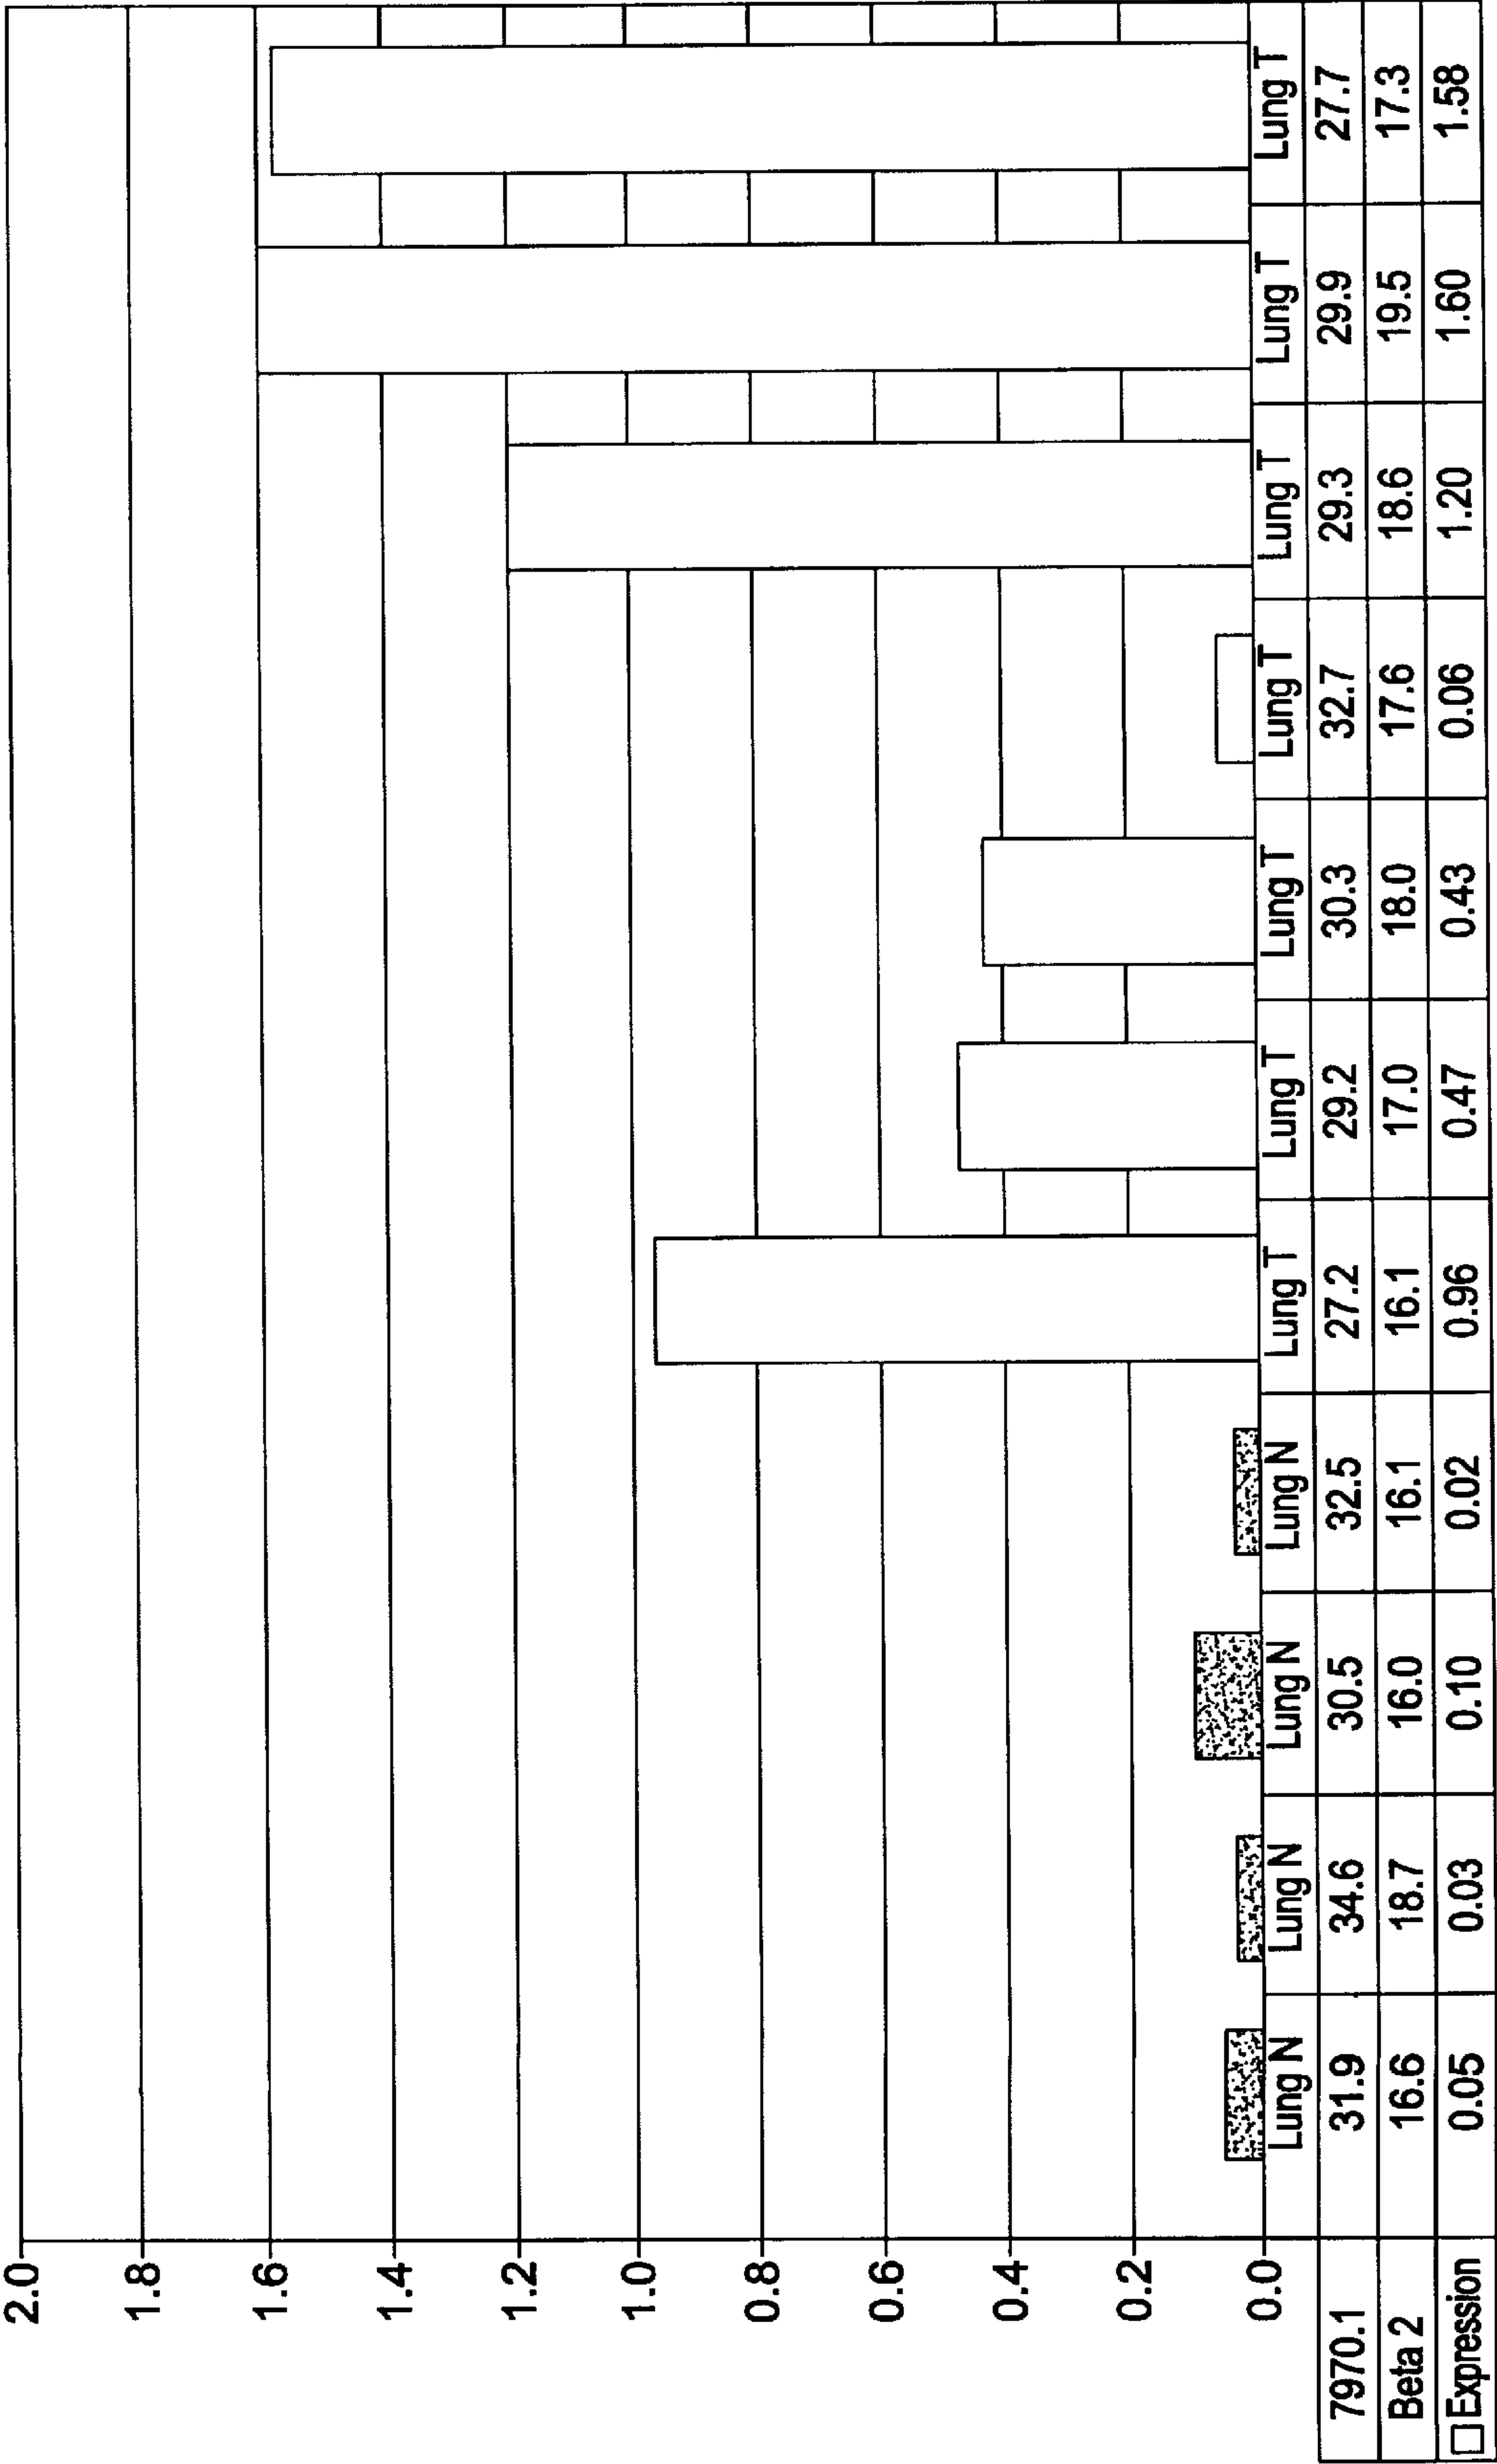 2.0
1.8
1.6
1.4
1.2
1.0
0.8
0.6
0.4
0.2
0.0
Lung N Lung N Lung N Lung N Lung T Lung T Lung T Lung T Lung T Lung T Lung T
7970.1 31.9 34.6 30.5 32.5 27.2 29.2 30.3 32.7 29.3 29.9 27.7
Beta 2 16.6 18.7 16.0 16.1 16.1 17.0 18.0 17.6 18.6 19.5 17.3
Expression 0.05 0.03 0.10 0.02 0.96 0.47 0.43 0.06 1.20 1.60 1.58